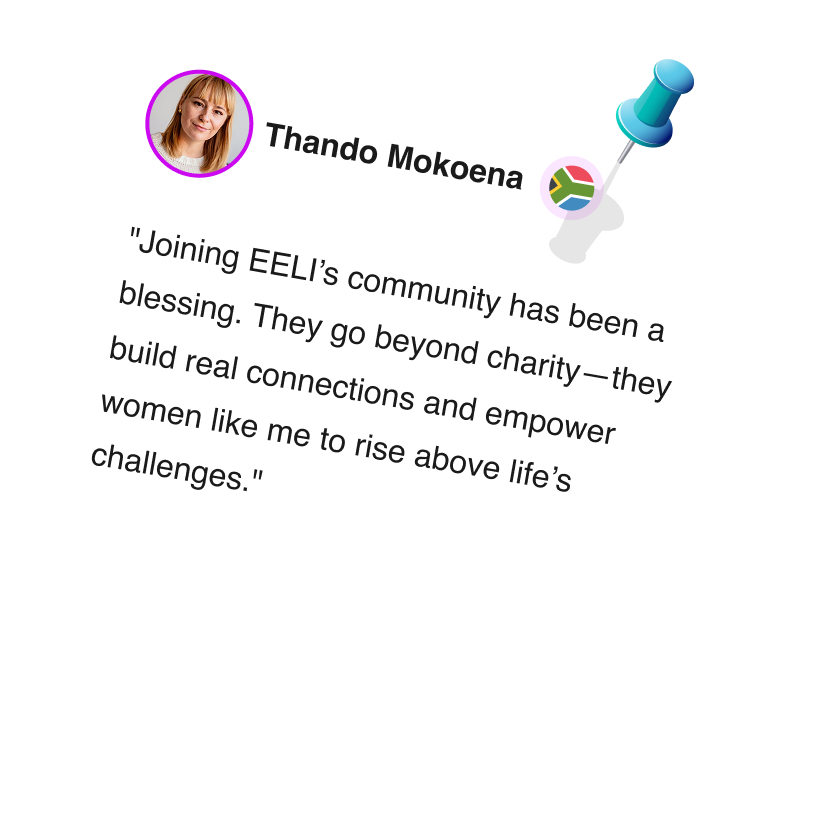 Thando Mokoena
"Joining EELI’s community has been a
blessing. They go beyond charity—they
build real connections and empower
women like me to rise above life’s
challenges."